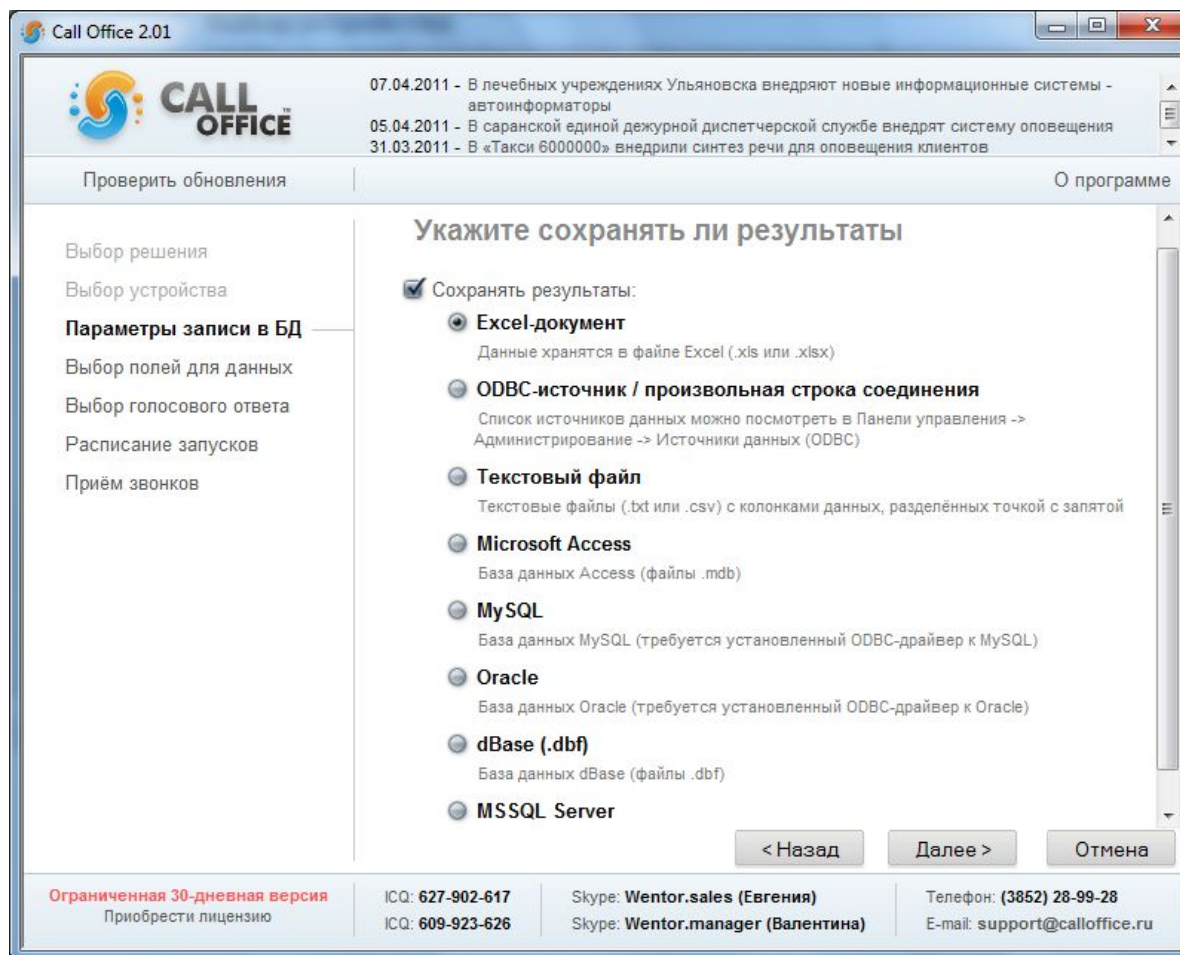 Call Office 2.01
CALL OFFICE™
07.04.2011 - В лечебных учреждениях Ульяновска внедряют новые информационные системы -
автоинформаторы
05.04.2011 - В саранской единой дежурной диспетчерской службе внедрят систему оповещения
31.03.2011 - В «Такси 6000000» внедрили синтез речи для оповещения клиентов
Проверить обновления
О программе
Выбор решения
Выбор устройства
Параметры записи в БД
Выбор полей для данных
Выбор голосового ответа
Расписание запусков
Приём звонков
Укажите сохранять ли результаты
Сохранять результаты:
Excel-документ
Данные хранятся в файле Excel (.xls или .xlsx)
ODBC-источник / произвольная строка соединения
Список источников данных можно посмотреть в Панели управления ->
Администрирование -> Источники данных (ODBC)
Текстовый файл
Текстовые файлы (.txt или .csv) с колонками данных, разделённых точкой с запятой
Microsoft Access
База данных Access (файлы .mdb)
MySQL
База данных MySQL (требуется установленный ODBC-драйвер к MySQL)
Oracle
База данных Oracle (требуется установленный ODBC-драйвер к Oracle)
dBase (.dbf)
База данных dBase (файлы .dbf)
MSSQL Server
< Назад
Далее >
Отмена
Ограниченная 30-дневная версия
Приобрести лицензию
ICQ: 627-902-617
ICQ: 609-923-626
Skype: Wentor.sales (Евгения)
Skype: Wentor.manager (Валентина)
Телефон: (3852) 28-99-28
E-mail: support@calloffice.ru